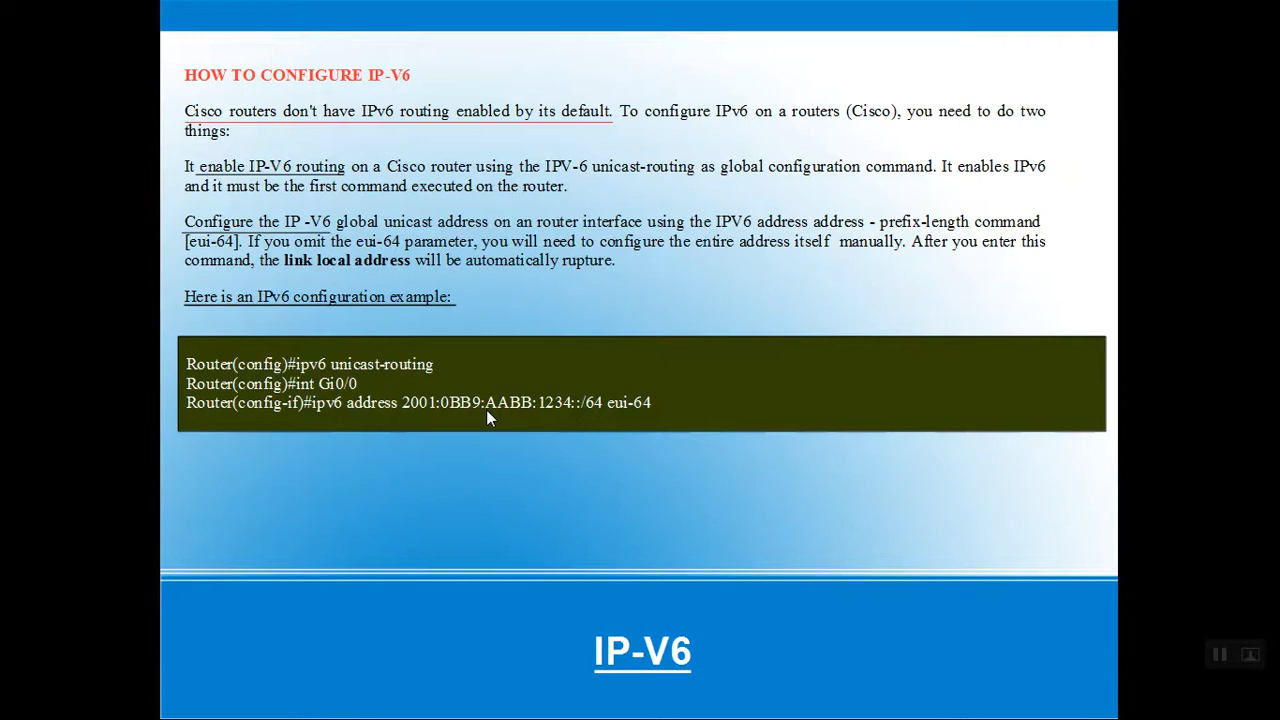 HOW TO CONFIGURE IP-V6
Cisco routers don't have IPv6 routing enabled by its default. To configure IPv6 on a routers (Cisco), you need to do two
things:
It enable IP-V6 routing on a Cisco router using the IPV-6 unicast-routing as global configuration command. It enables IPv6
and it must be the first command executed on the router.
Configure the IP -V6 global unicast address on an router interface using the IPV6 address address - prefix-length command
[eui-64]. If you omit the eui-64 parameter, you will need to configure the entire address itself manually. After you enter this
command, the link local address will be automatically rupture.
Here is an IPv6 configuration example:
Router(config)#ipv6 unicast-routing
Router(config)#int Gi0/0
Router(config-if)#ipv6 address 2001:0BB9:AABB:1234::/64 eui-64
IP-V6